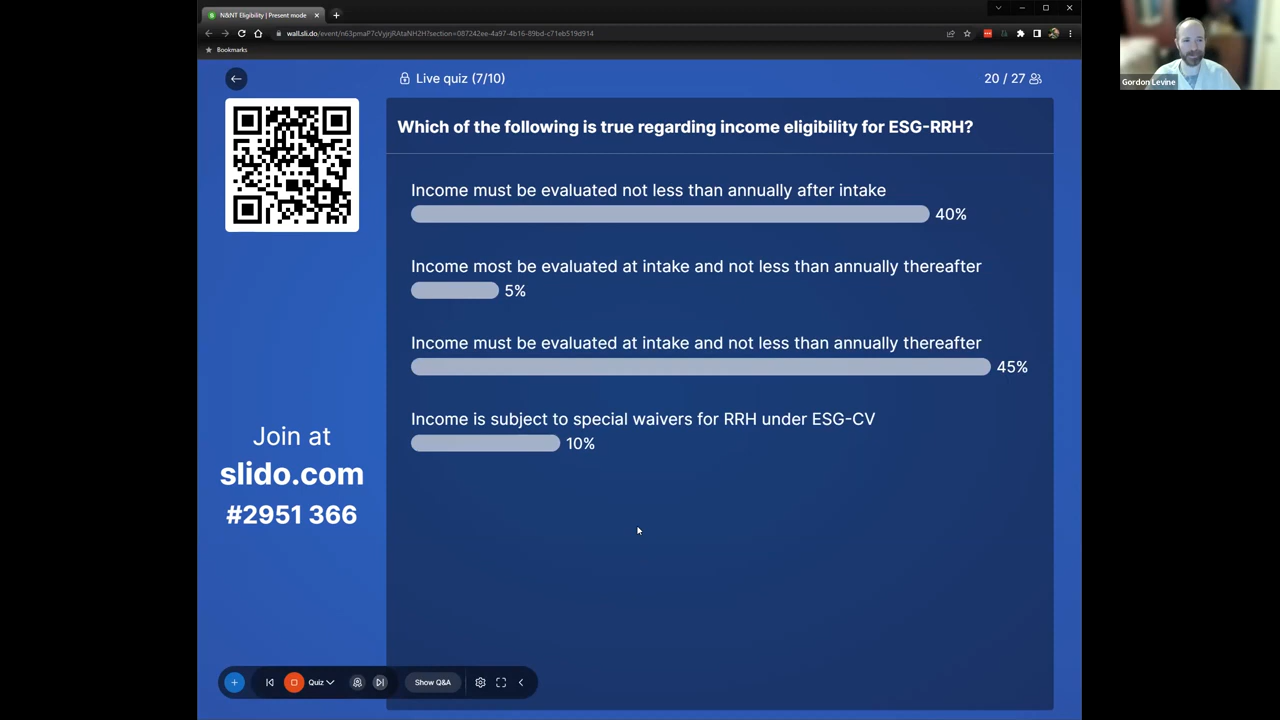 N&NT Eligibility | Present mode
wall.sli.do/event/n63pmaP7cVyjrjRAtaNH2H?section=087242ee-4a97-4b16-89bd-c71eb519d914
Bookmarks
Gordon Levine
Live quiz (7/10)
20 / 27
Which of the following is true regarding income eligibility for ESG-RRH?
Income must be evaluated not less than annually after intake
40%
Income most be evaluated at intake and not less than annually thereafter
5%
Income must be evaluated at intake and not less than annually thereafter
45%
Income is subject to special waivers for RRH under ESG-CV
10%
Join at
slido.com
#2951 366
Quiz
Show Q&A